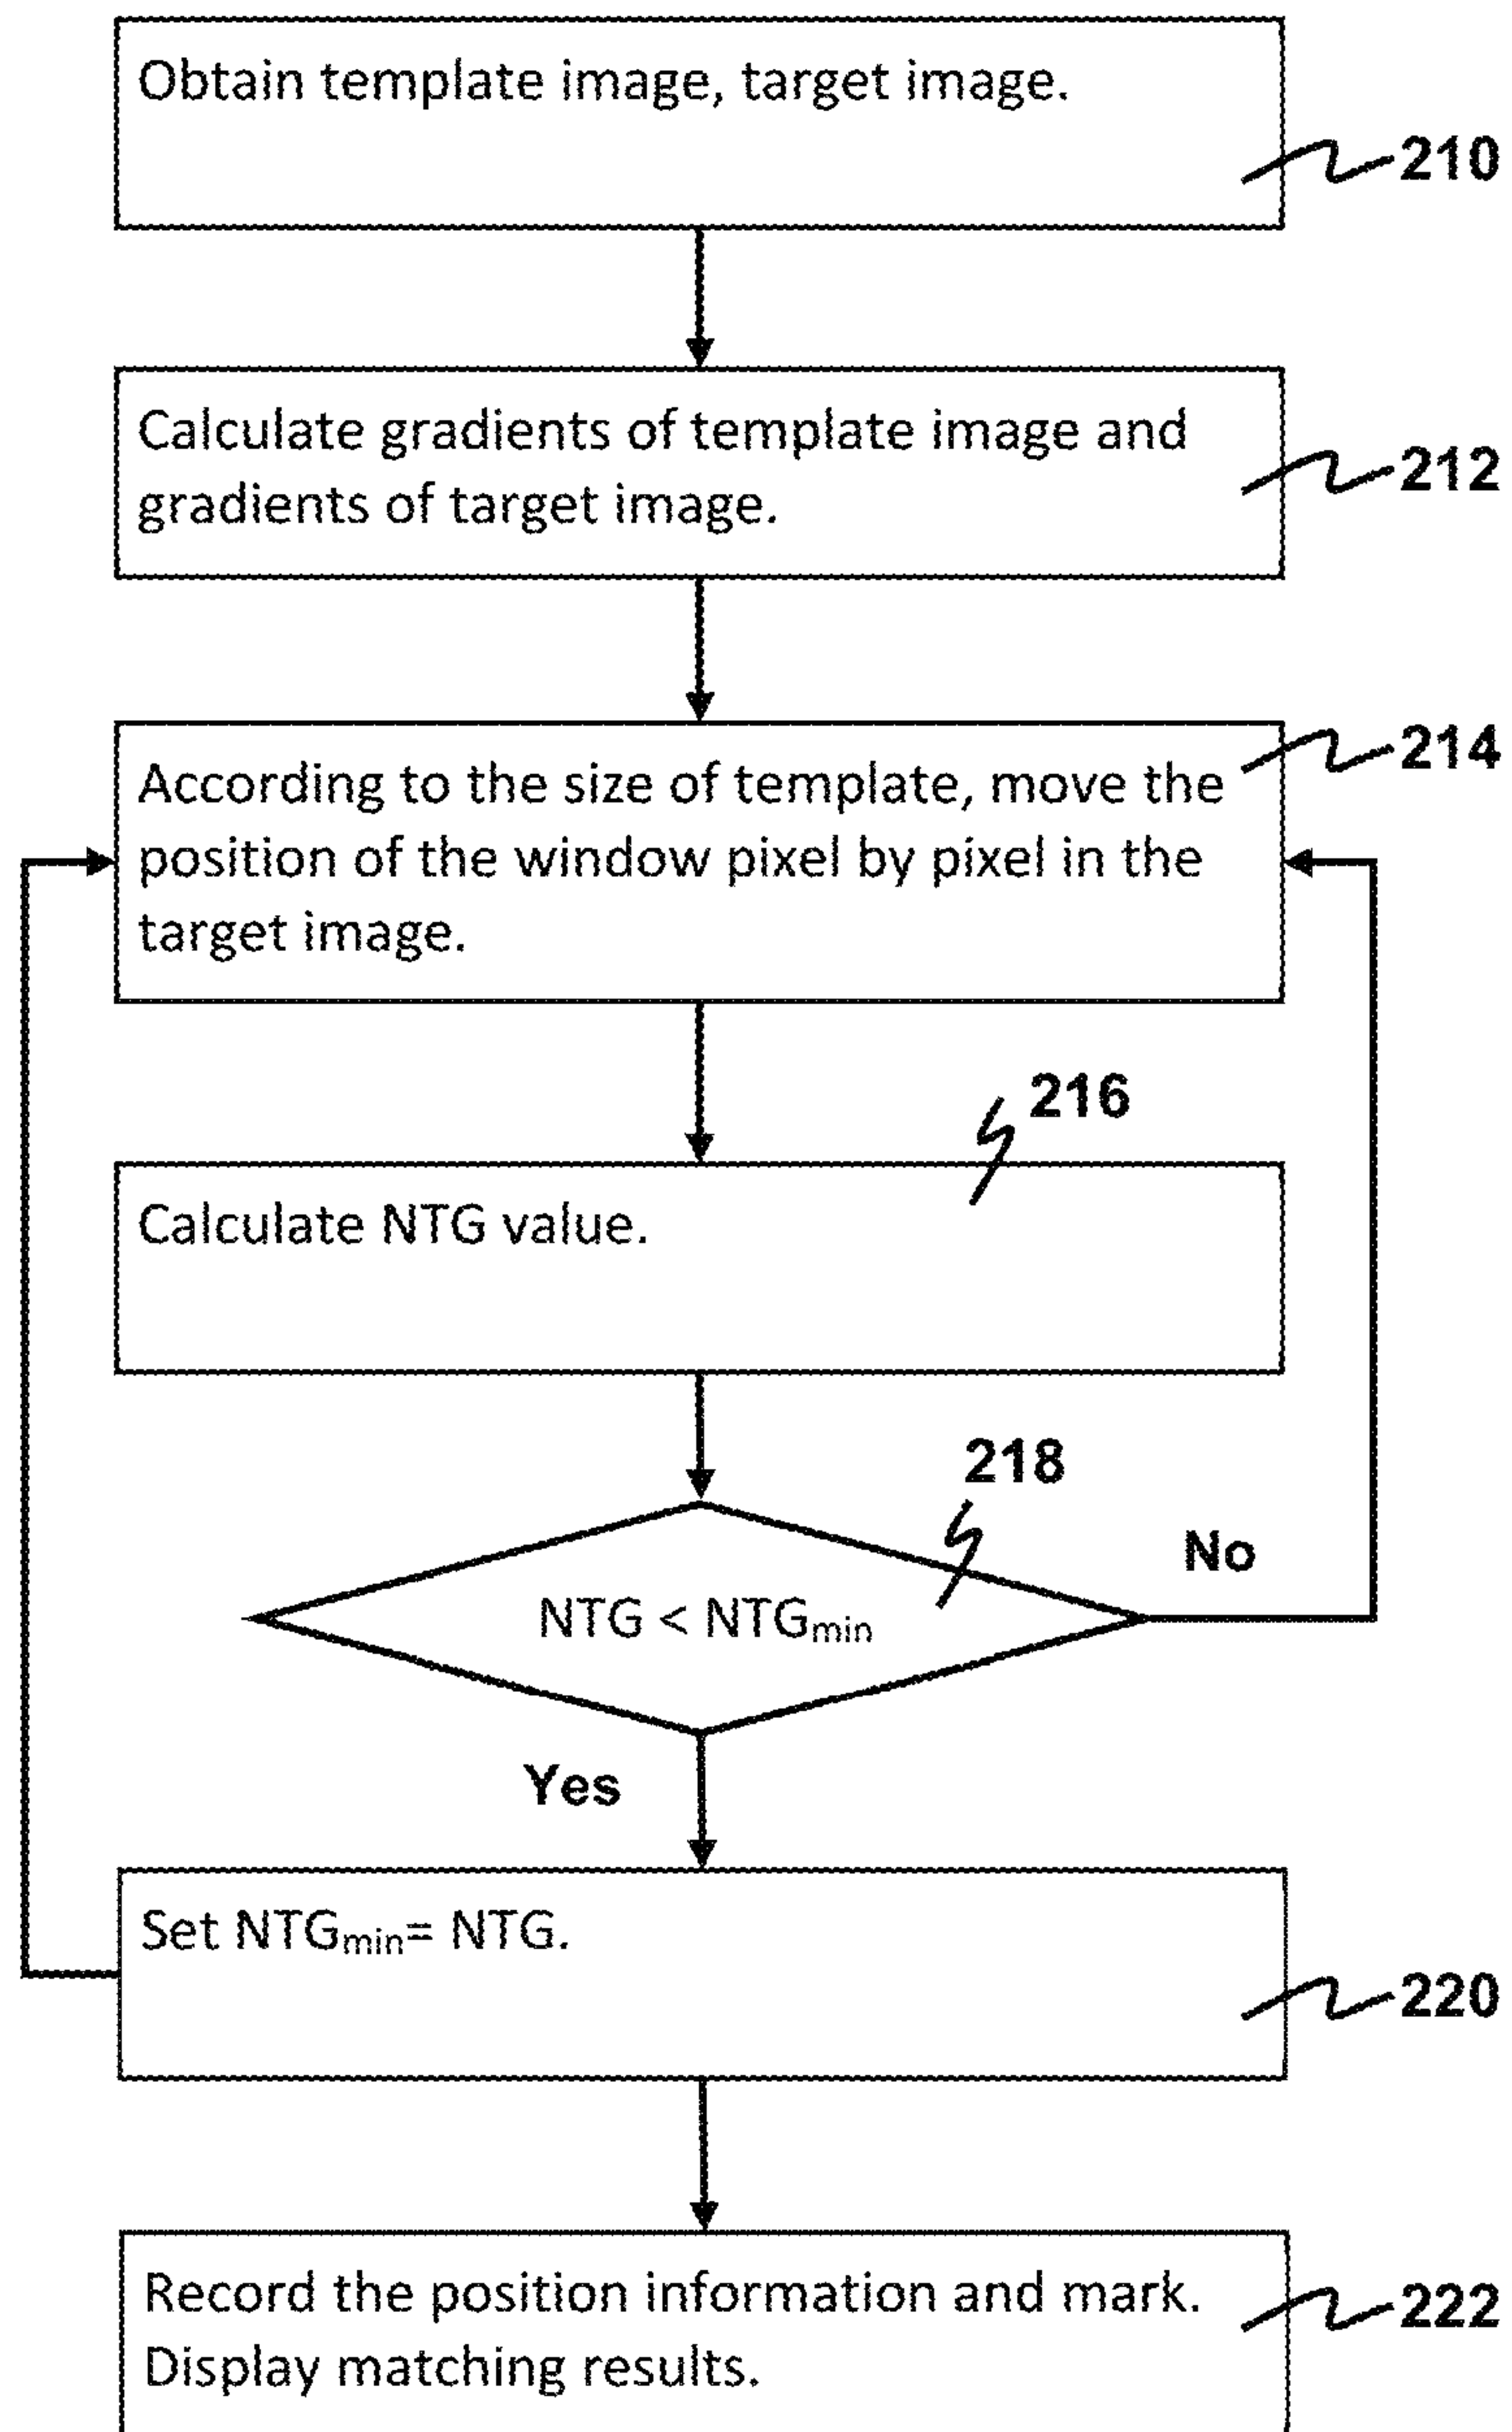 Obtain template image, target image.
210
Calculate gradients of template image and
gradients of target image.
212
According to the size of template, move the
position of the window pixel by pixel in the
target image.
214
216
Calculate NTG value.
218
No
NTG < NTGmin
Yes
Set NTGmin= NTG.
220
Record the position information and mark.
Display matching results.
222